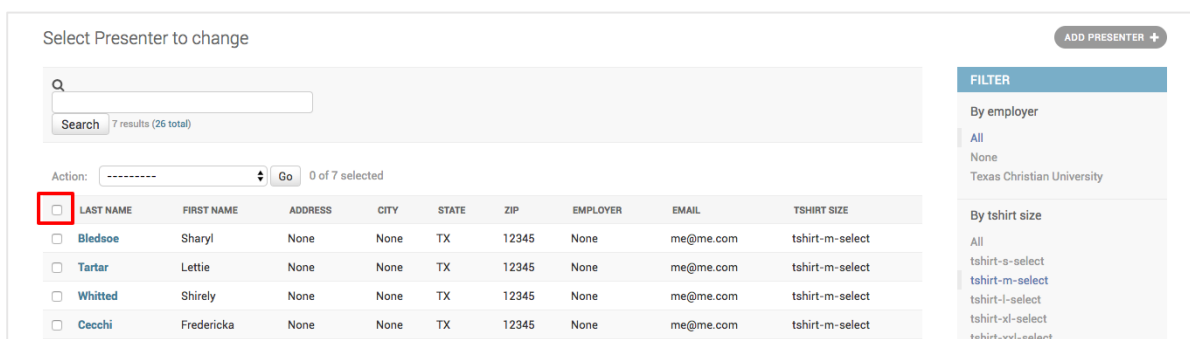 Select Presenter to change
ADD PRESENTER +
Search 7 results (26 total)
Action: --------- Go 0 of 7 selected
LAST NAME FIRST NAME ADDRESS CITY STATE ZIP EMPLOYER EMAIL TSHIRT SIZE
Bledsoe Sharyl None None TX 12345 None me@me.com tshirt-m-select
Tartar Lettie None None TX 12345 None me@me.com tshirt-m-select
Whitted Shirely None None TX 12345 None me@me.com tshirt-m-select
Cecchi Fredericka None None TX 12345 None me@me.com tshirt-m-select
FILTER
By employer
All
None
Texas Christian University
By tshirt size
All
tshirt-s-select
tshirt-m-select
tshirt-l-select
tshirt-xl-select
tshirt-xxl-select